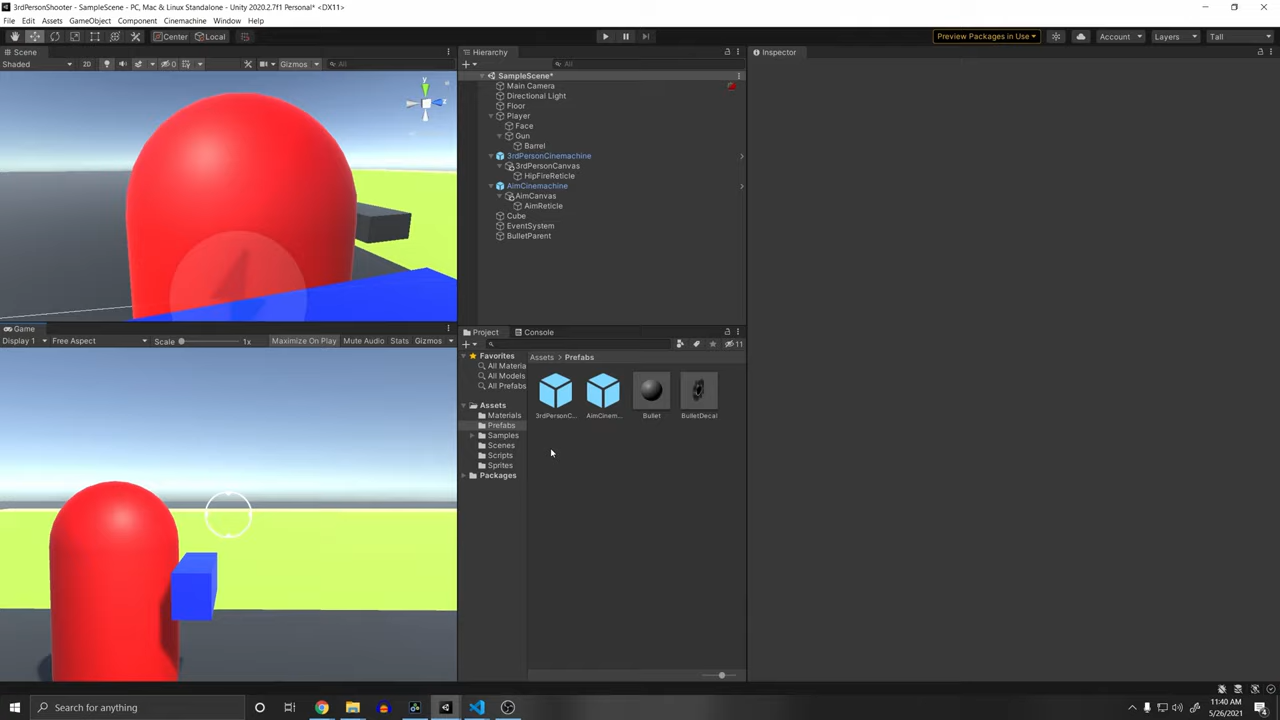 3rdPersonShooter - SampleScene - PC, Mac & Linux Standalone - Unity 2020.2.7f1 Personal* <DX11>
File Edit Assets GameObject Component Cinemachine Window Help
Center Local
Preview Packages in Use Account Layers Tall
Scene
Shaded 2D 0 Gizmos All
y
z
Hierarchy
All
SampleScene*
Main Camera
Directional Light
Floor
Player
Face
Gun
Barrel
3rdPersonCinemachine
3rdPersonCanvas
HipFireReticle
AimCinemachine
AimCanvas
AimReticle
Cube
EventSystem
BulletParent
Inspector
Game
Display 1 Free Aspect Scale 1x Maximize On Play Mute Audio Stats Gizmos
Project Console
11
Favorites
All Materia
All Models
All Prefabs
Assets
Materials
Prefabs
Samples
Scenes
Scripts
Sprites
Packages
Assets > Prefabs
3rdPersonC... AimCinem... Bullet BulletDecal
Search for anything
11:40 AM
5/26/2021
4